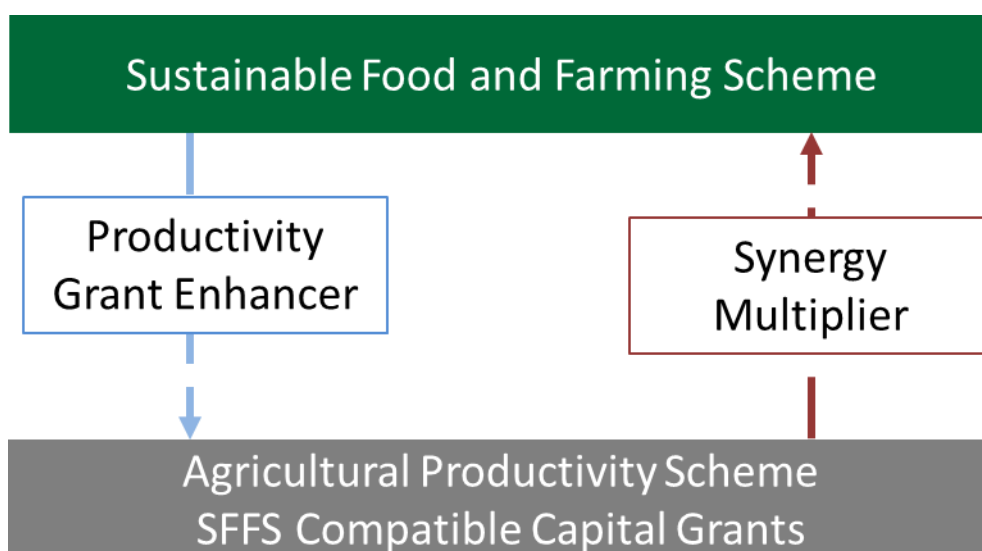 Sustainable Food and Farming Scheme
Productivity
Grant Enhancer
Synergy
Multiplier
Agricultural Productivity Scheme
SFFS Compatible Capital Grants